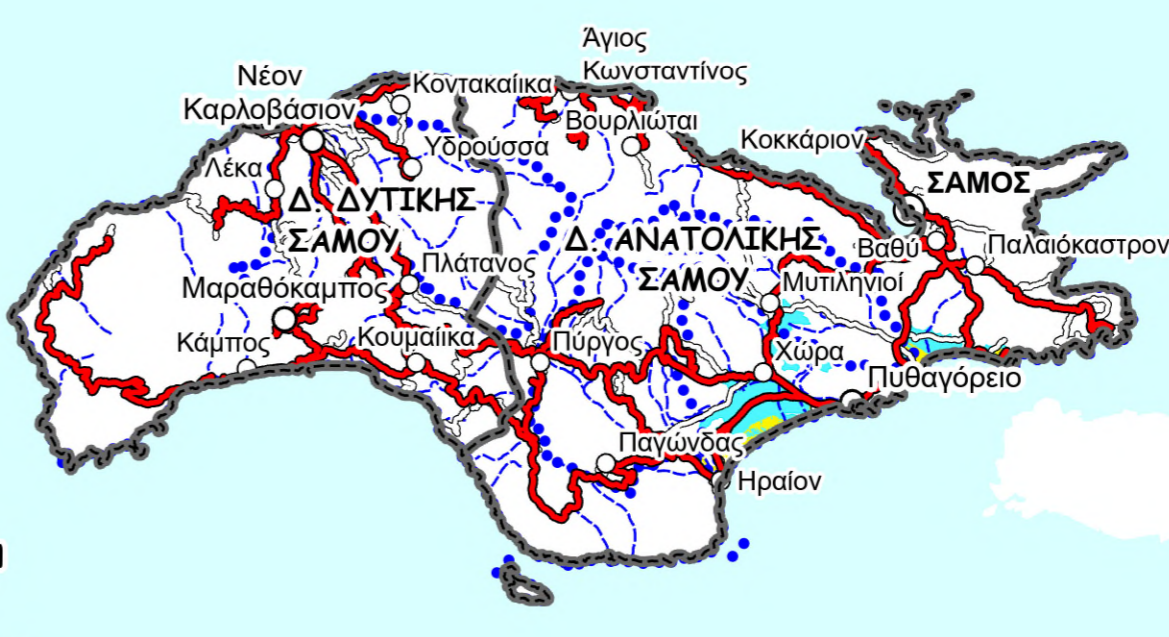 Άγιος
Κωνσταντίνος
Νέον
Καρλοβάσιον
Κοντακαίικα
Βουρλιώται
Κοκκάριον
Υδρούσσα
Λέκα
ΣΑΜΟΣ
Δ. ΔΥΤΙΚΗΣ
ΣΑΜΟΥ
Δ. ΑΝΑΤΟΛΙΚΗΣ
ΣΑΜΟΥ
Βαθύ
Παλαιόκαστρον
Πλάτανος
Μυτιληνιοί
Μαραθόκαμπος
Κάμπος
Κουμαίικα
Πύργος
Χώρα
Πυθαγόρειο
Παγώνδας
Ηραίον